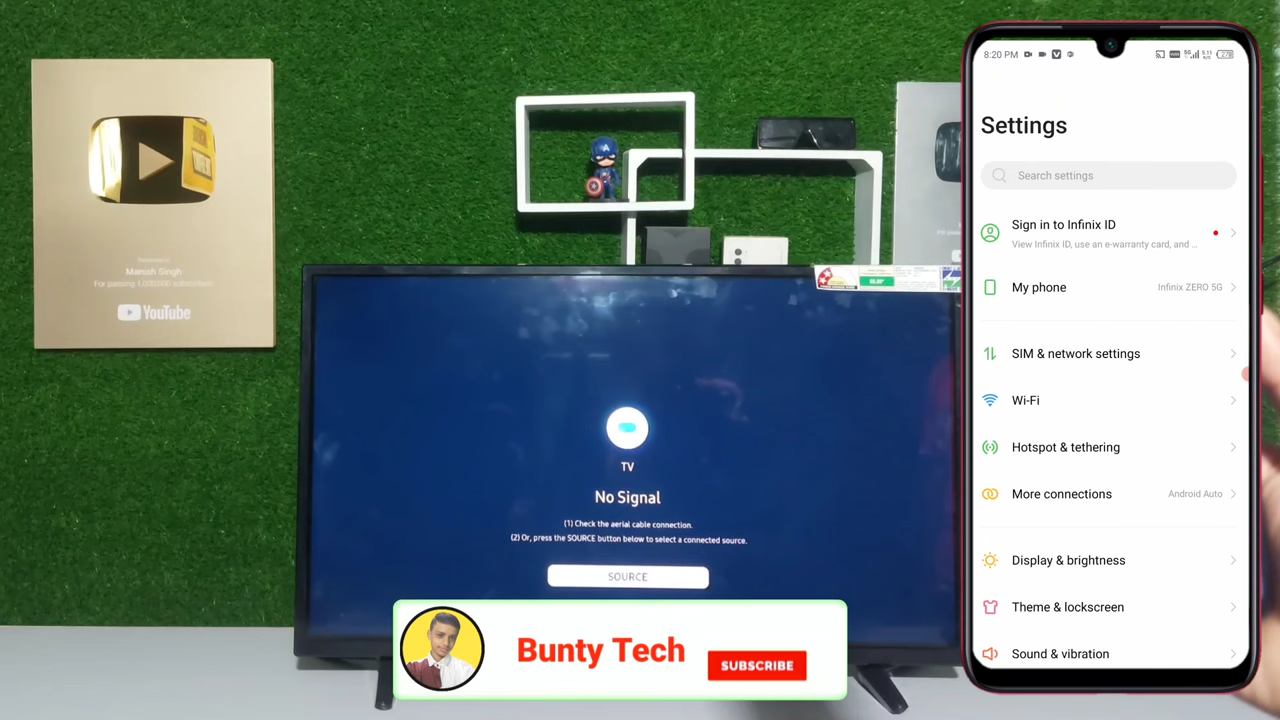 Presented to
Manish Singh
For passing 1,000,000 subscribers
YouTube
TV
No Signal
(1) Check the aerial cable connection.
(2) Or, press the SOURCE button below to select a connected source.
SOURCE
Bunty Tech
SUBSCRIBE
8:20 PM
Settings
Search settings
Sign in to Infinix ID
View Infinix ID, use an e-warranty card, and ...
My phone
Infinix ZERO 5G
SIM & network settings
Wi-Fi
Hotspot & tethering
More connections
Android Auto
Display & brightness
Theme & lockscreen
Sound & vibration